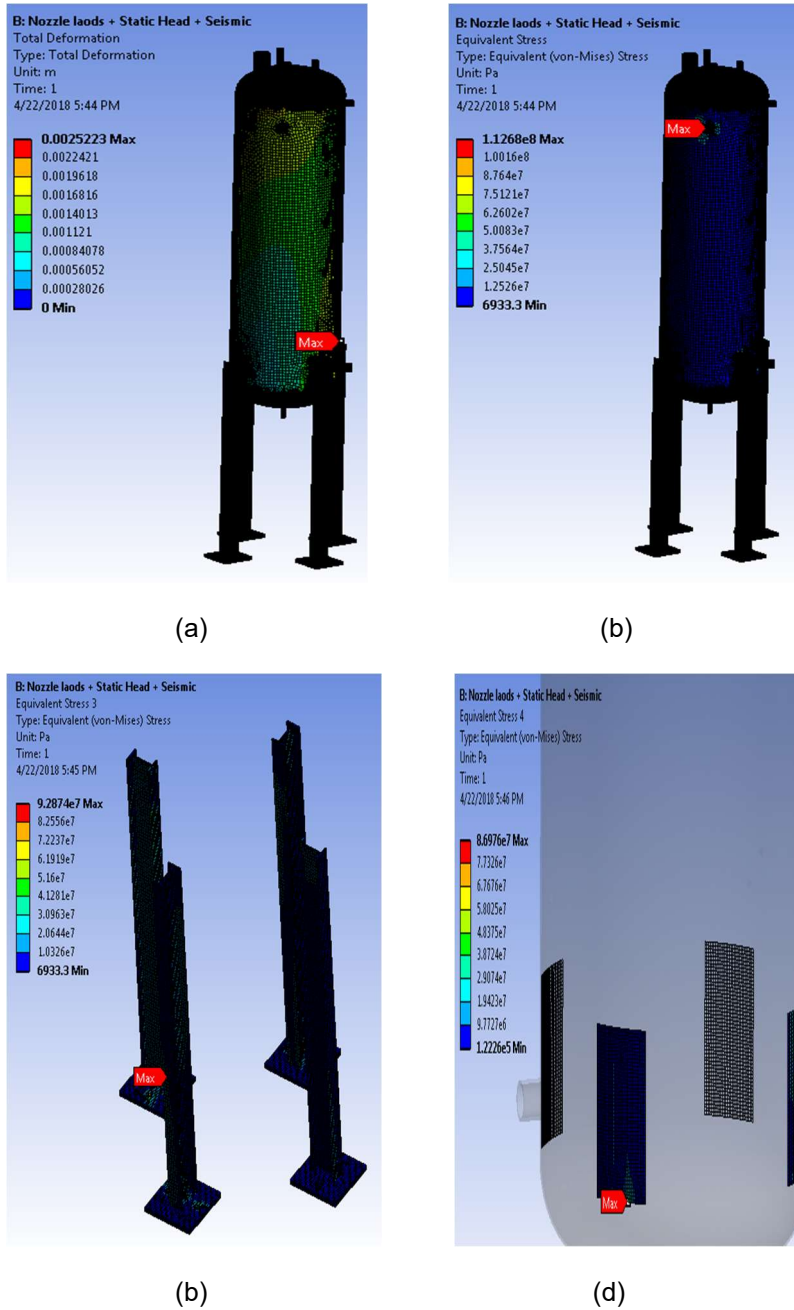 B: Nozzle laods + Static Head + Seismic
Total Deformation
Type: Total Deformation
Unit: m
Time: 1
4/22/2018 5:44 PM
0.0025223 Max
0.0022421
0.0019618
0.0016816
0.0014013
0.001121
0.00084078
0.00056052
0.00028026
0 Min
Max
(a)
B: Nozzle laods + Static Head + Seismic
Equivalent Stress
Type: Equivalent (von-Mises) Stress
Unit: Pa
Time: 1
4/22/2018 5:44 PM
1.1268e8 Max
1.0016e8
8.764e7
7.5121e7
6.2602e7
5.0083e7
3.7564e7
2.5045e7
1.2526e7
6933.3 Min
Max
(b)
B: Nozzle laods + Static Head + Seismic
Equivalent Stress 3
Type: Equivalent (von-Mises) Stress
Unit: Pa
Time: 1
4/22/2018 5:45 PM
9.2874e7 Max
8.2556e7
7.2237e7
6.1919e7
5.16e7
4.1281e7
3.0963e7
2.0644e7
1.0326e7
6933.3 Min
Max
(b)
B: Nozzle laods + Static Head + Seismic
Equivalent Stress 4
Type: Equivalent (von-Mises) Stress
Unit: Pa
Time: 1
4/22/2018 5:46 PM
8.6976e7 Max
7.7326e7
6.7676e7
5.8025e7
4.8375e7
3.8724e7
2.9074e7
1.9423e7
9.7727e6
1.2226e5 Min
Max
(d)